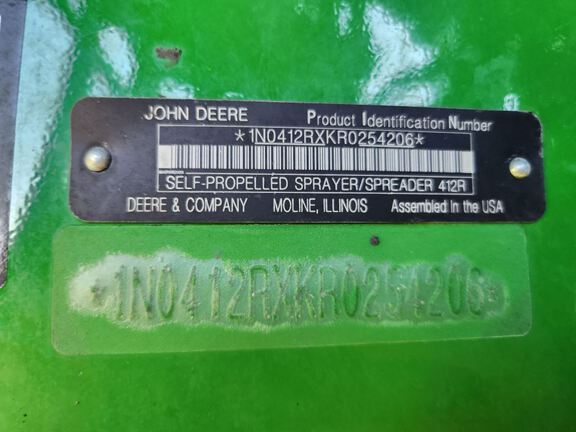 JOHN DEERE Product Identification Number
*1N0412RXKR0254206*
SELF-PROPELLED SPRAYER/SPREADER 412R
DEERE & COMPANY MOLINE, ILLINOIS Assembled In the USA
*1N0412RXKR0254206*